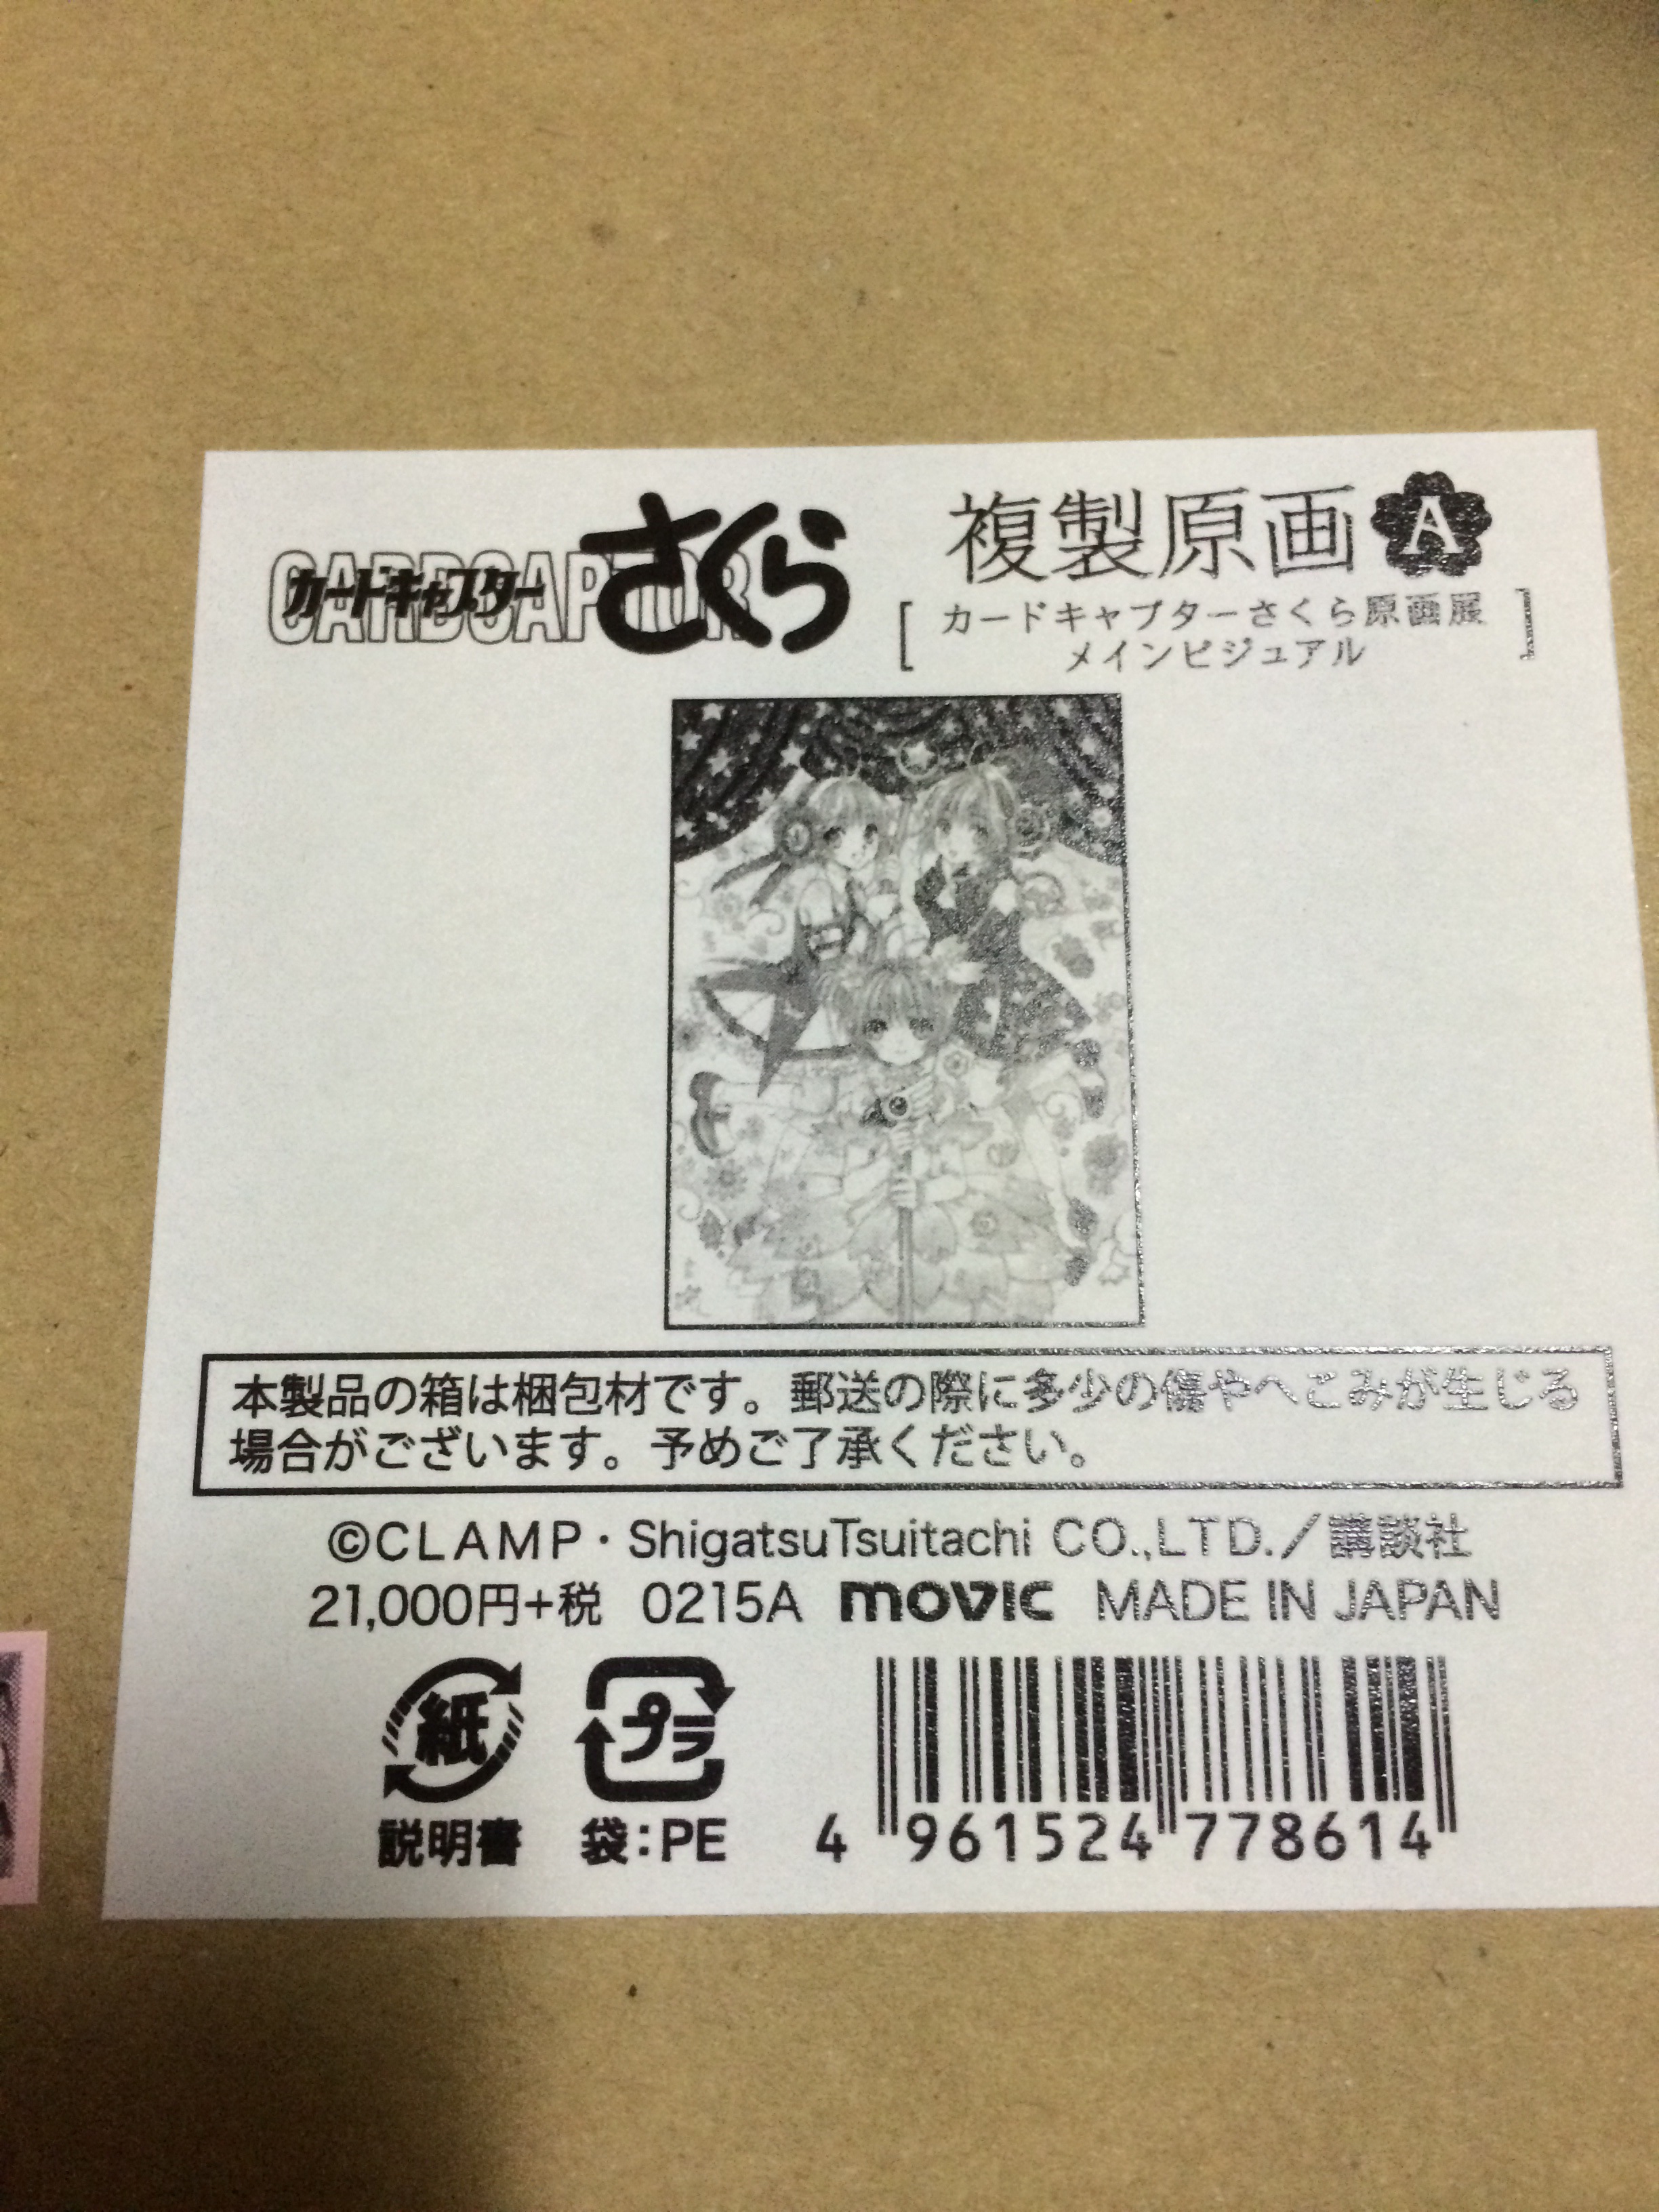 CARDCAPTOR
カードキャプターさくら
複製原画 A
[カードキャプターさくら原画展
メインビジュアル]
本製品の箱は梱包材です。郵送の際に多少の傷やへこみが生じる
場合がございます。予めご了承ください。
©CLAMP・ShigatsuTsuitachi CO.,LTD./講談社
21,000円+税 0215A movic MADE IN JAPAN
紙 プラ
説明書 袋:PE
4 961524 778614